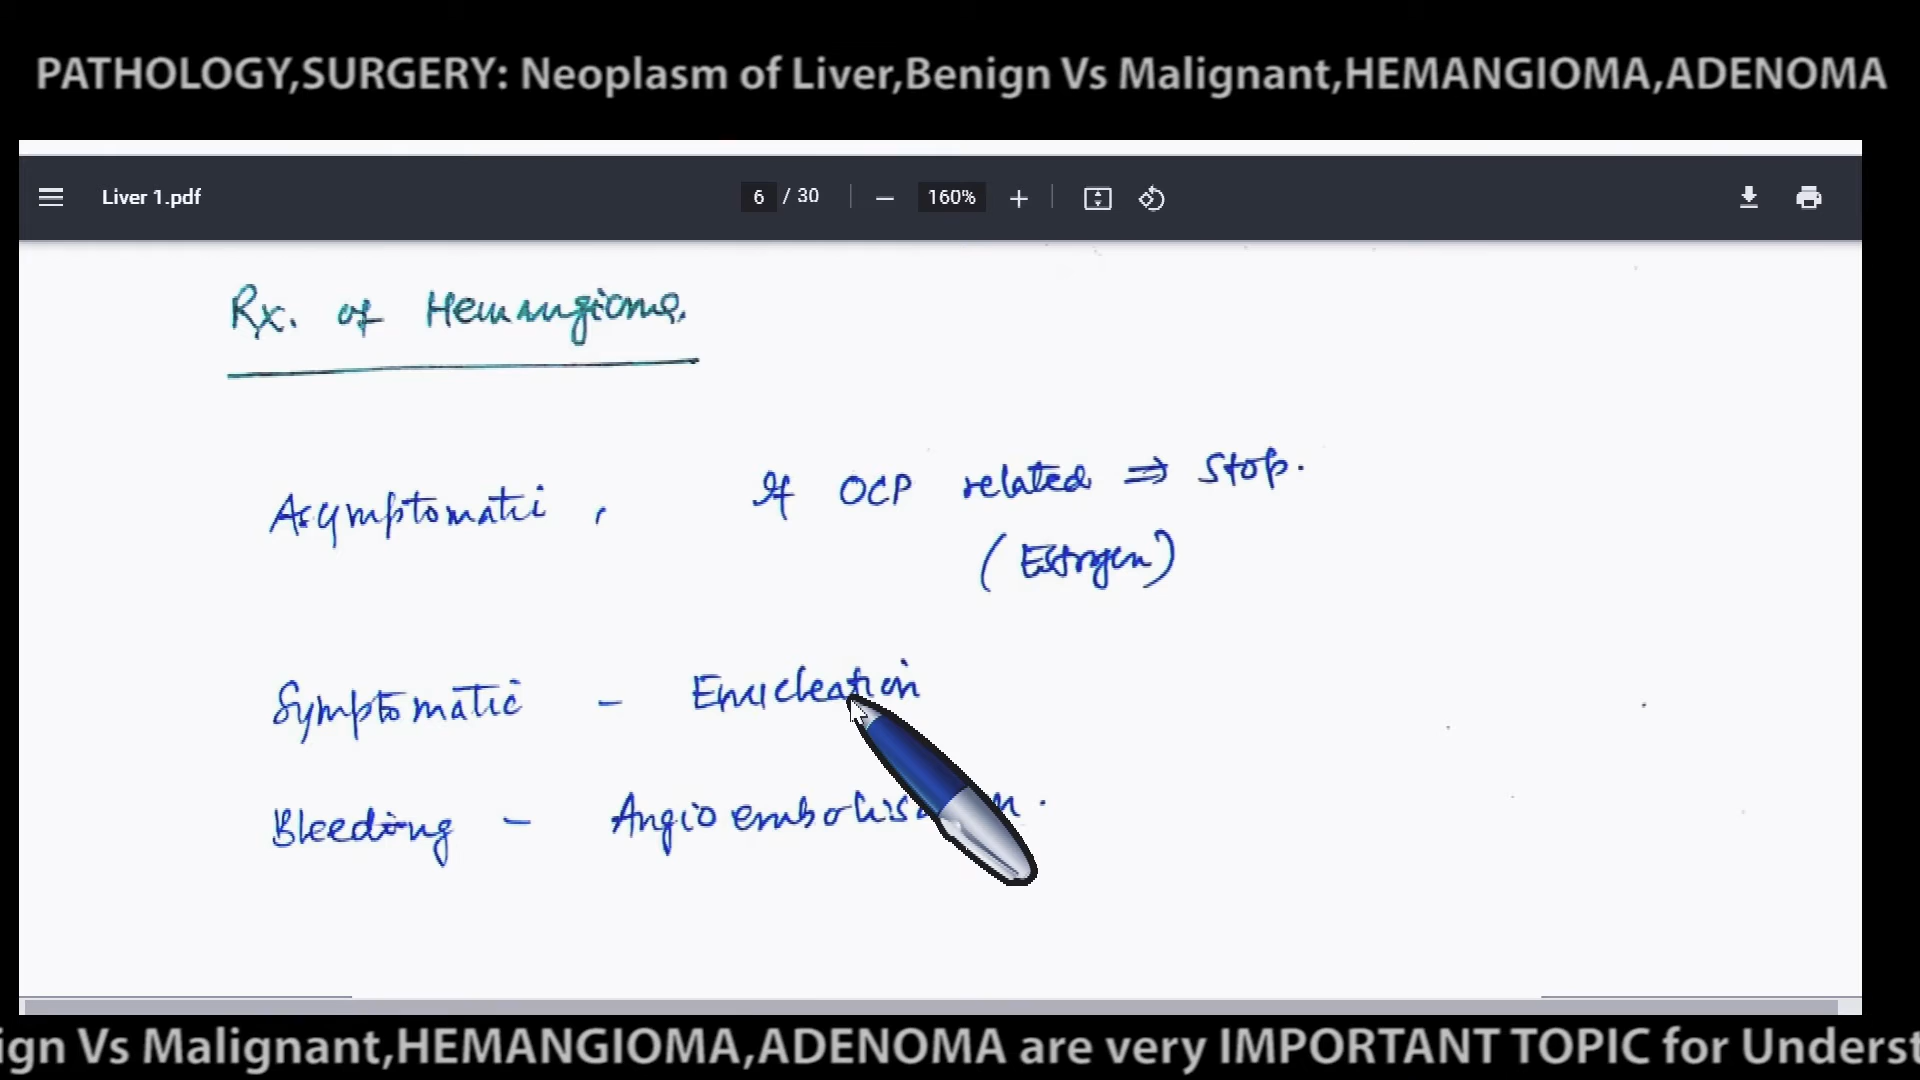 PATHOLOGY,SURGERY: Neoplasm of Liver,Benign Vs Malignant,HEMANGIOMA,ADENOMA
Liver 1.pdf 6 / 30 160%
Rx. of Hemangioma.
Asymptomati , If OCP related ⇒ Stop.
(Estrogen)
Symptomatic - Enucleation
Bleeding -
ign Vs Malignant,HEMANGIOMA,ADENOMA are very IMPORTANT TOPIC for Underst